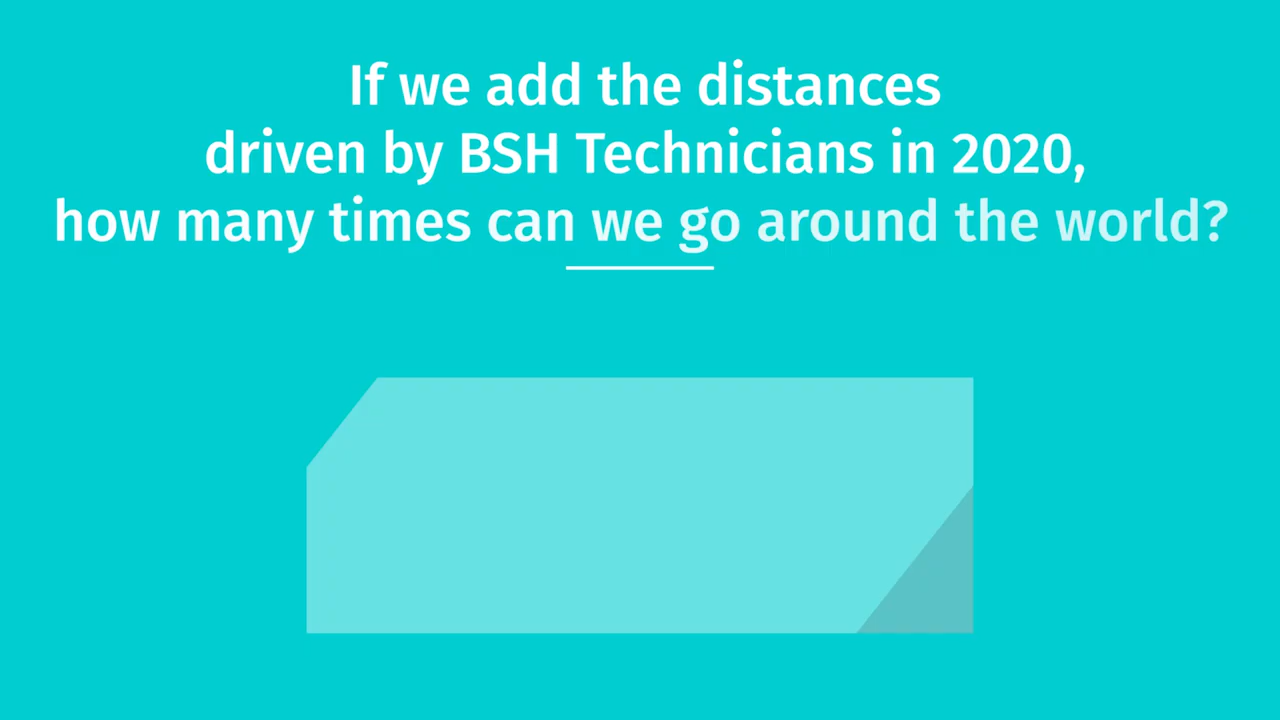 If we add the distances
driven by BSH Technicians in 2020,
how many times can we go around the world?